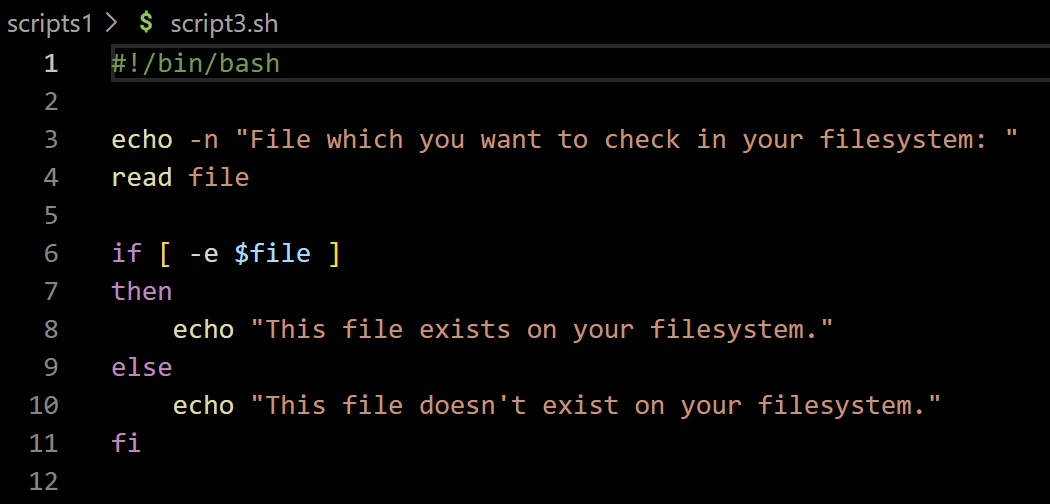 scripts1 > $ script3.sh
1 #!/bin/bash
2
3 echo -n "File which you want to check in your filesystem: "
4 read file
5
6 if [ -e $file ]
7 then
8     echo "This file exists on your filesystem."
9 else
10     echo "This file doesn't exist on your filesystem."
11 fi
12